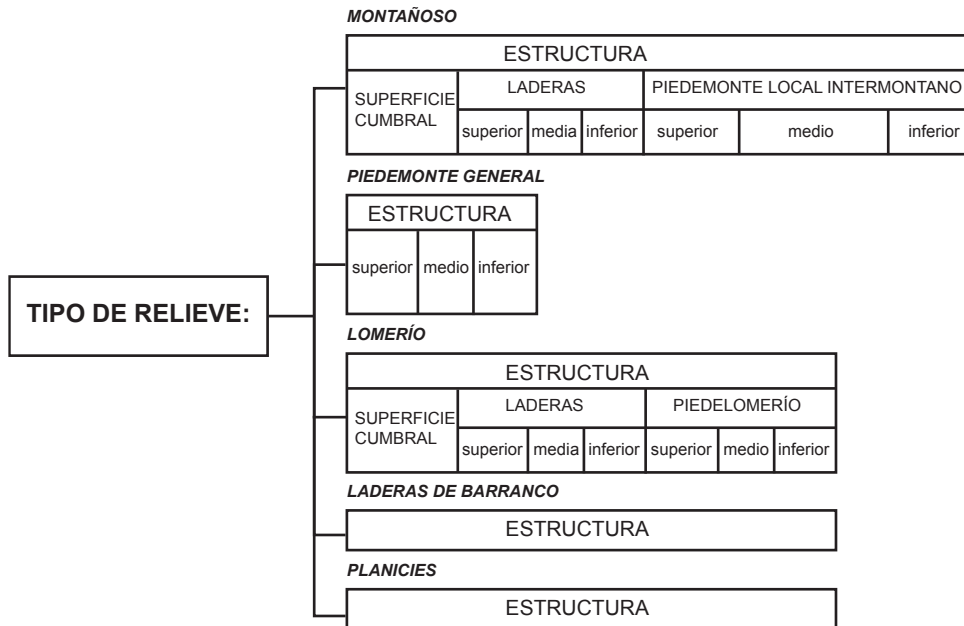 MONTAÑOSO
ESTRUCTURA
SUPERFICIE
CUMBRAL
LADERAS
PIEDEMONTE LOCAL INTERMONTANO
superior media inferior superior medio inferior
PIEDEMONTE GENERAL
ESTRUCTURA
superior medio inferior
TIPO DE RELIEVE:
LOMERÍO
ESTRUCTURA
SUPERFICIE
CUMBRAL
LADERAS
PIEDELOMERÍO
superior media inferior superior medio inferior
LADERAS DE BARRANCO
ESTRUCTURA
PLANICIES
ESTRUCTURA